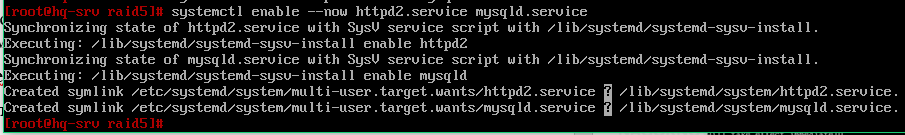 [root@hq-srv raid5]# systemctl enable --now httpd2.service mysqld.service
Synchronizing state of httpd2.service with SysV service script with /lib/systemd/systemd-sysv-install.
Executing: /lib/systemd/systemd-sysv-install enable httpd2
Synchronizing state of mysqld.service with SysV service script with /lib/systemd/systemd-sysv-install.
Executing: /lib/systemd/systemd-sysv-install enable mysqld
Created symlink /etc/systemd/system/multi-user.target.wants/httpd2.service ? /lib/systemd/system/httpd2.service.
Created symlink /etc/systemd/system/multi-user.target.wants/mysqld.service ? /lib/systemd/system/mysqld.service.
[root@hq-srv raid5]#